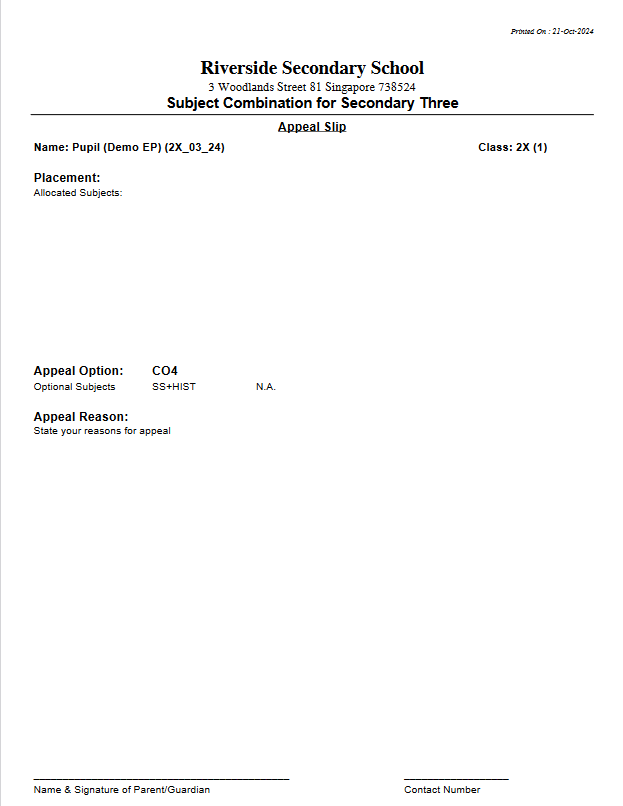 Printed On : 21-Oct-2024
Riverside Secondary School
3 Woodlands Street 81 Singapore 738524
Subject Combination for Secondary Three
Appeal Slip
Name: Pupil (Demo EP) (2X_03_24) Class: 2X (1)
Placement:
Allocated Subjects:
Appeal Option: CO4
Optional Subjects SS+HIST N.A.
Appeal Reason:
State your reasons for appeal
Name & Signature of Parent/Guardian Contact Number